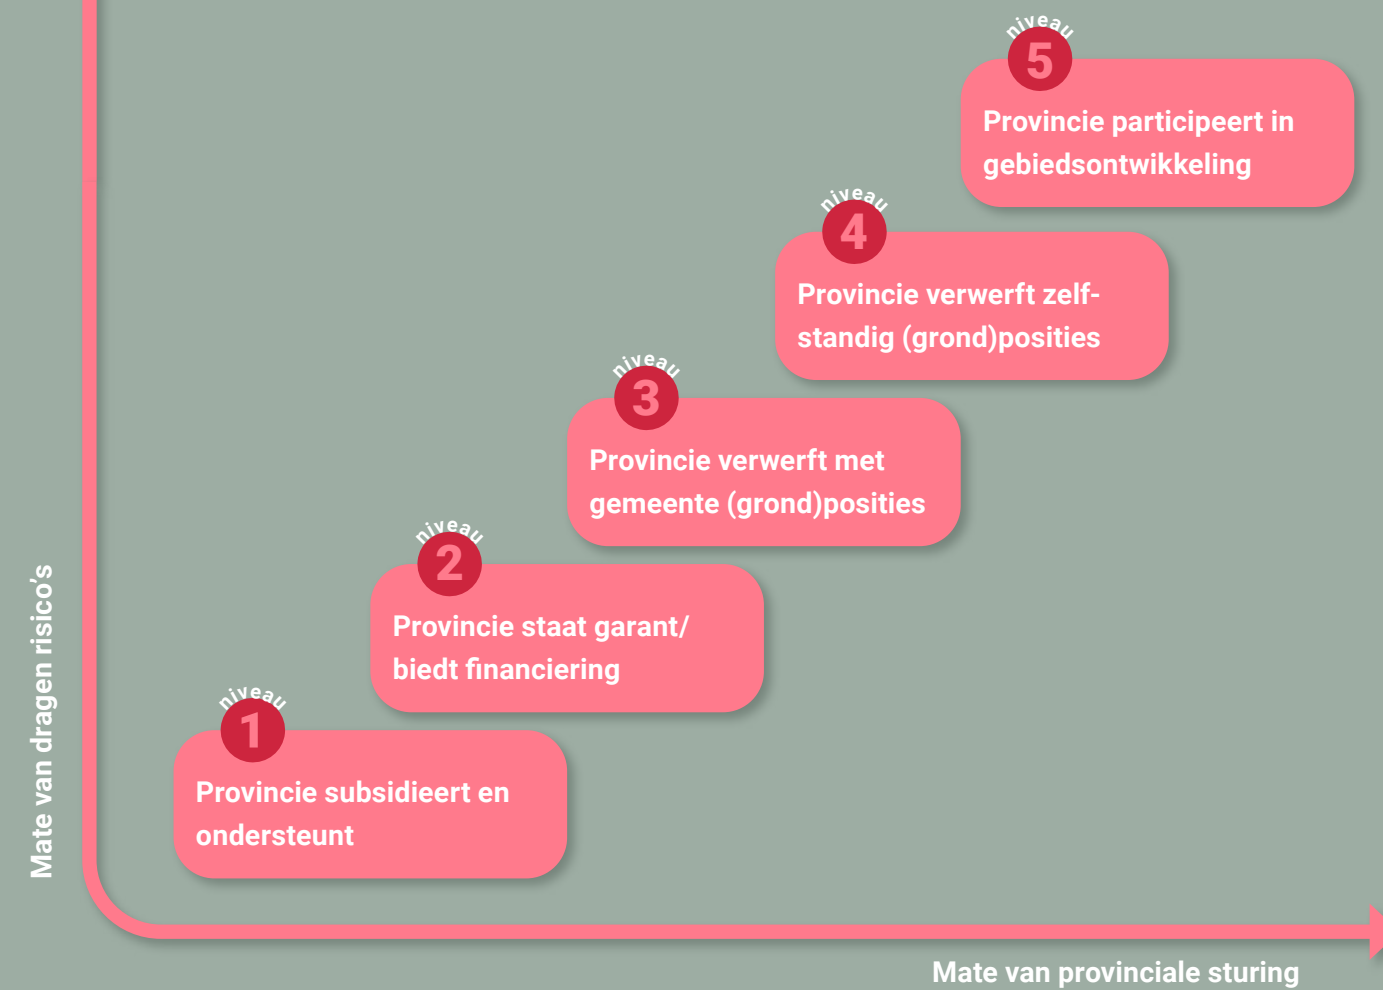 niveau
5
Provincie participeert in
gebiedsontwikkeling
niveau
4
Provincie verwerft zelf-
standig (grond)posities
niveau
3
Provincie verwerft met
gemeente (grond)posities
niveau
2
Provincie staat garant/
biedt financiering
niveau
1
Provincie subsidieert en
ondersteunt
Mate van dragen risico’s
Mate van provinciale sturing